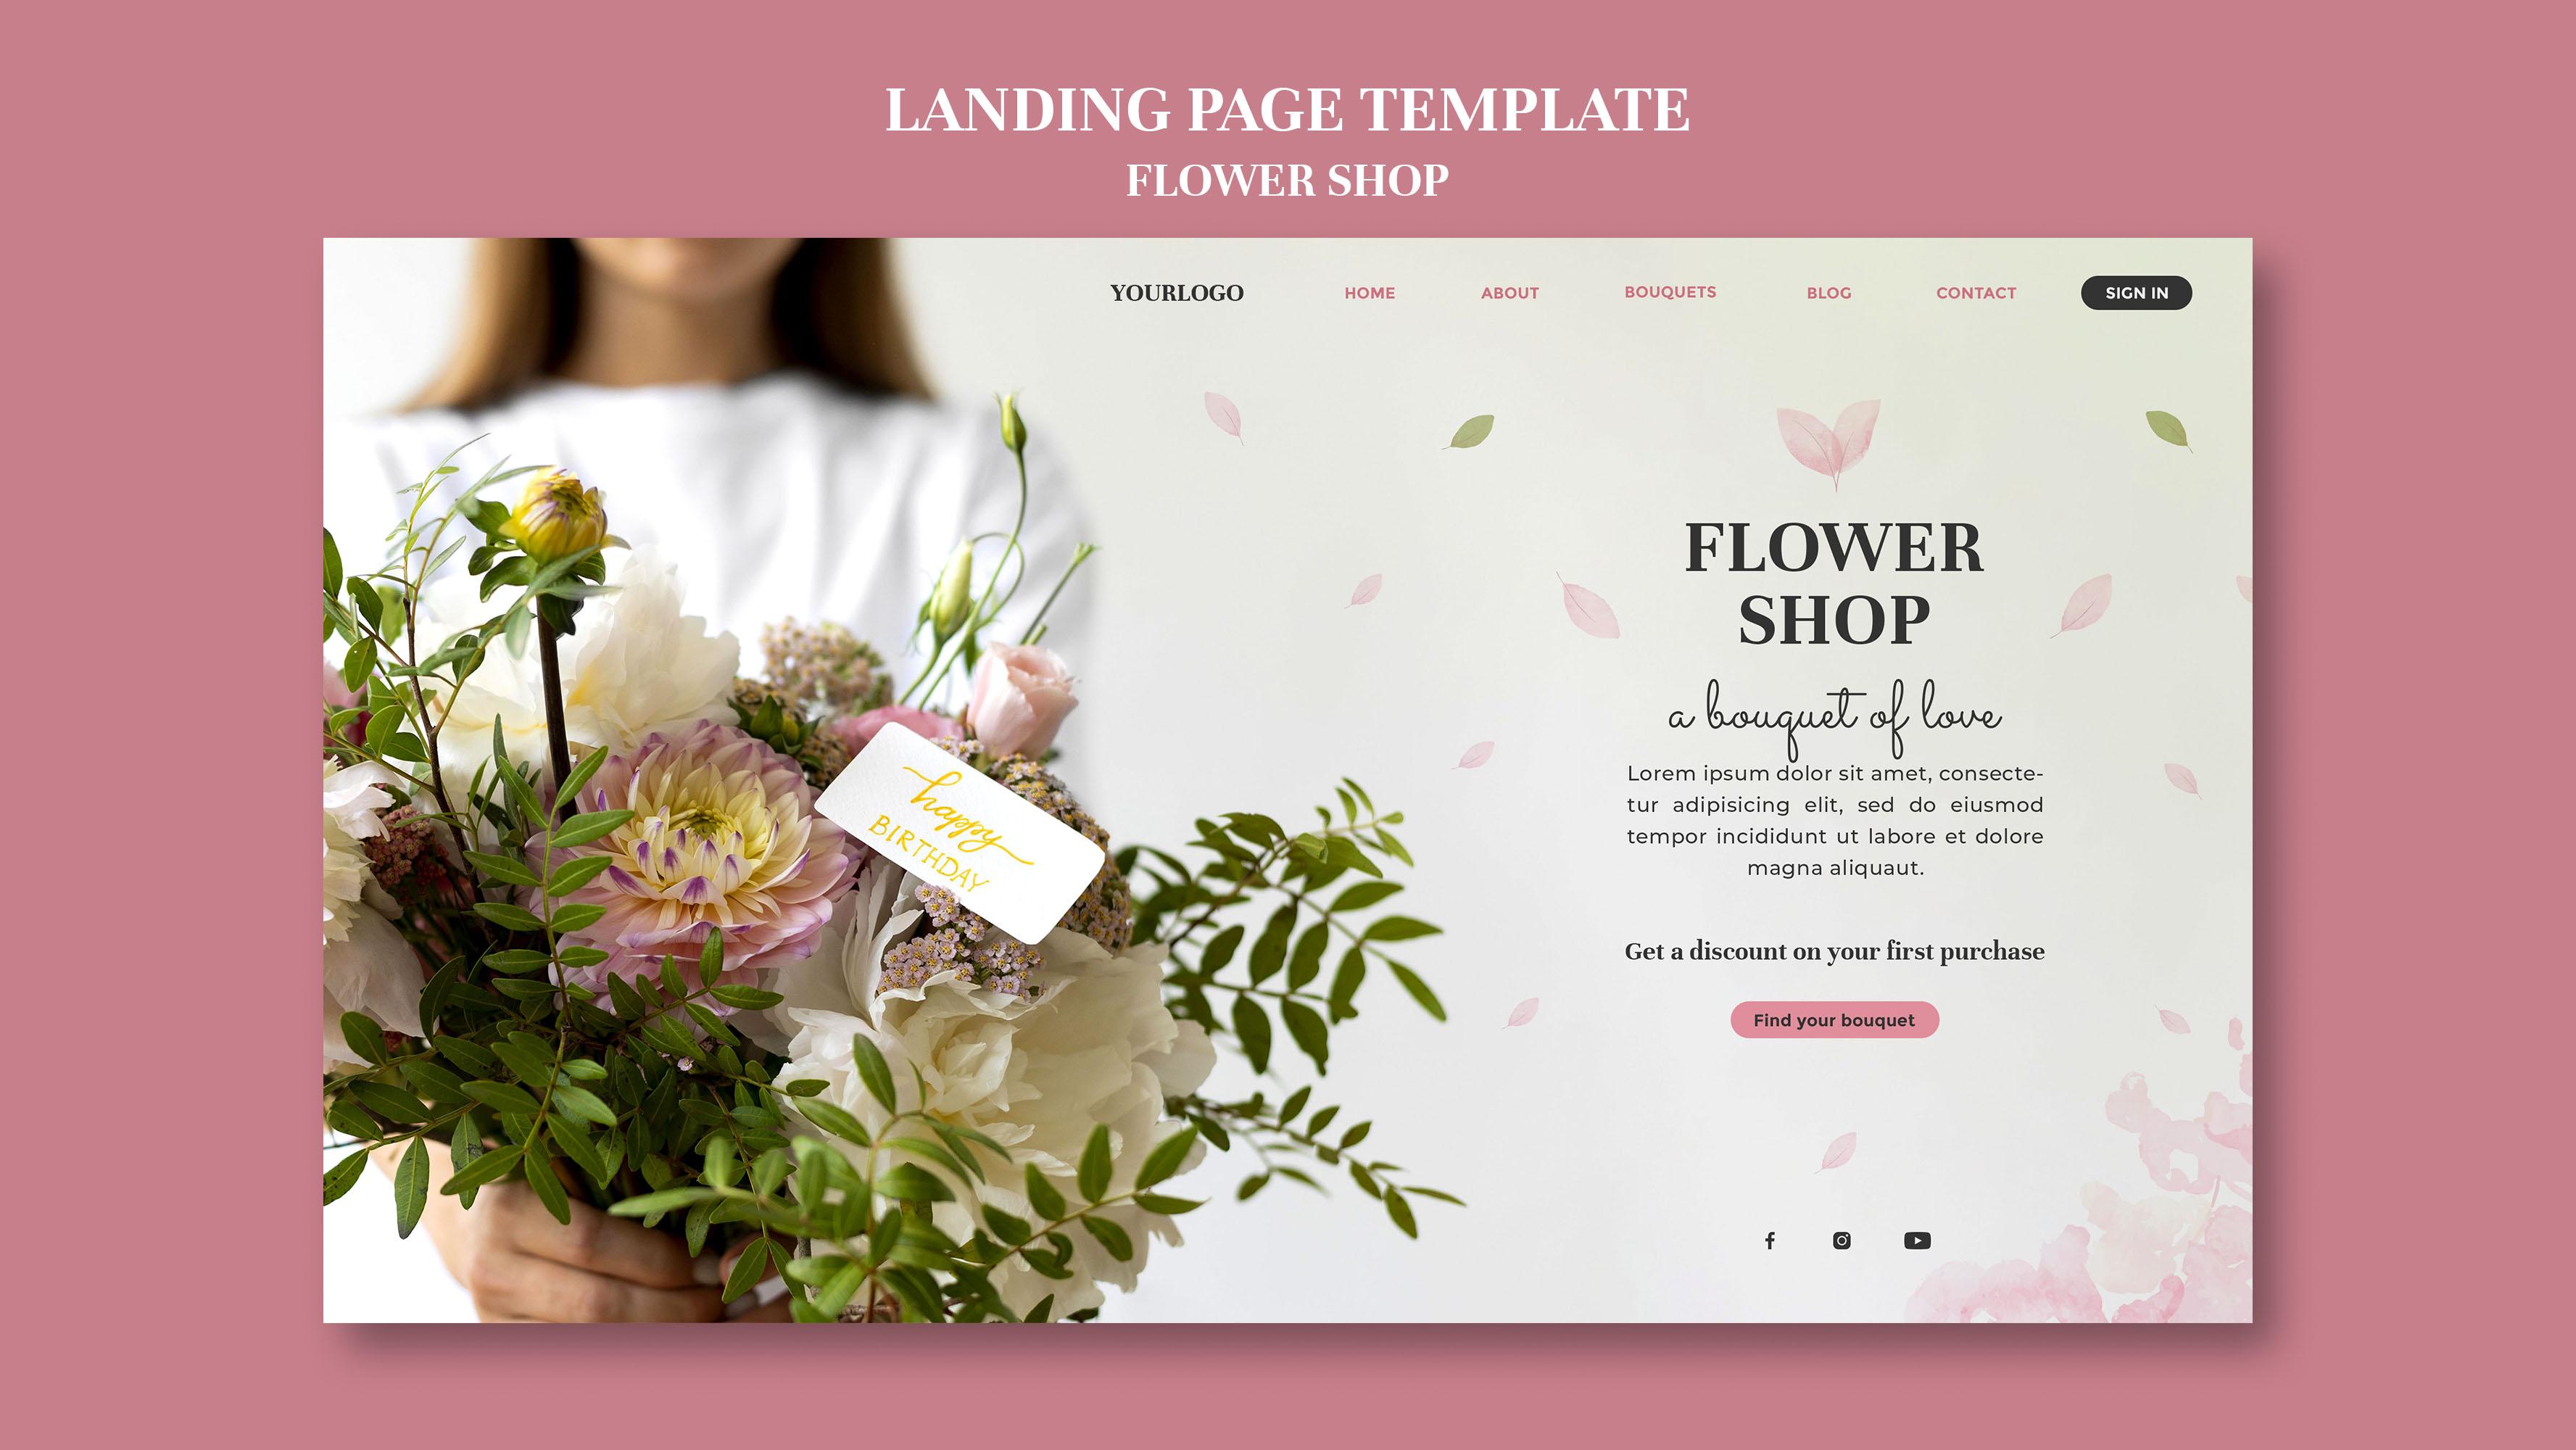 LANDING PAGE TEMPLATE
FLOWER SHOP
YOURLOGO HOME ABOUT BOUQUETS BLOG CONTACT SIGN IN
FLOWER
SHOP
a bouquet of love
Lorem ipsum dolor sit amet, consecte-
tur adipisicing elit, sed do eiusmod
tempor incididunt ut labore et dolore
magna aliquaut.
happy
BIRTHDAY
Get a discount on your first purchase
Find your bouquet